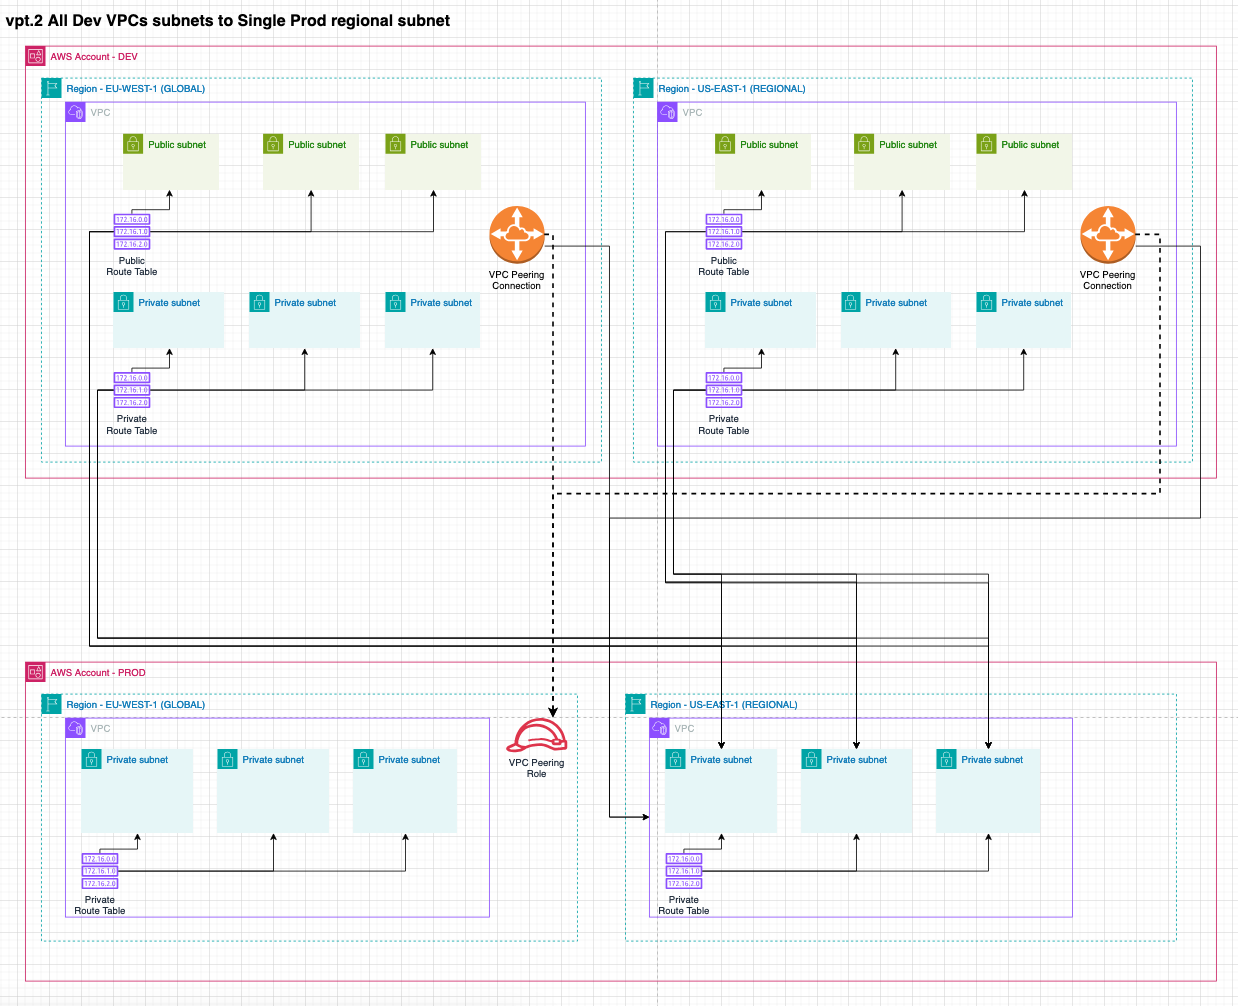 vpt.2 All Dev VPCs subnets to Single Prod regional subnet
AWS Account - DEV
Region - EU-WEST-1 (GLOBAL)
VPC
Public subnet
Public subnet
Public subnet
172.16.0.0
172.16.1.0
172.16.2.0
Public
Route Table
VPC Peering
Connection
Private subnet
Private subnet
Private subnet
172.16.0.0
172.16.1.0
172.16.2.0
Private
Route Table
Region - US-EAST-1 (REGIONAL)
VPC
Public subnet
Public subnet
Public subnet
172.16.0.0
172.16.1.0
172.16.2.0
Public
Route Table
VPC Peering
Connection
Private subnet
Private subnet
Private subnet
172.16.0.0
172.16.1.0
172.16.2.0
Private
Route Table
AWS Account - PROD
Region - EU-WEST-1 (GLOBAL)
VPC
Private subnet
Private subnet
Private subnet
172.16.0.0
172.16.1.0
172.16.2.0
Private
Route Table
VPC Peering
Role
Region - US-EAST-1 (REGIONAL)
VPC
Private subnet
Private subnet
Private subnet
172.16.0.0
172.16.1.0
172.16.2.0
Private
Route Table